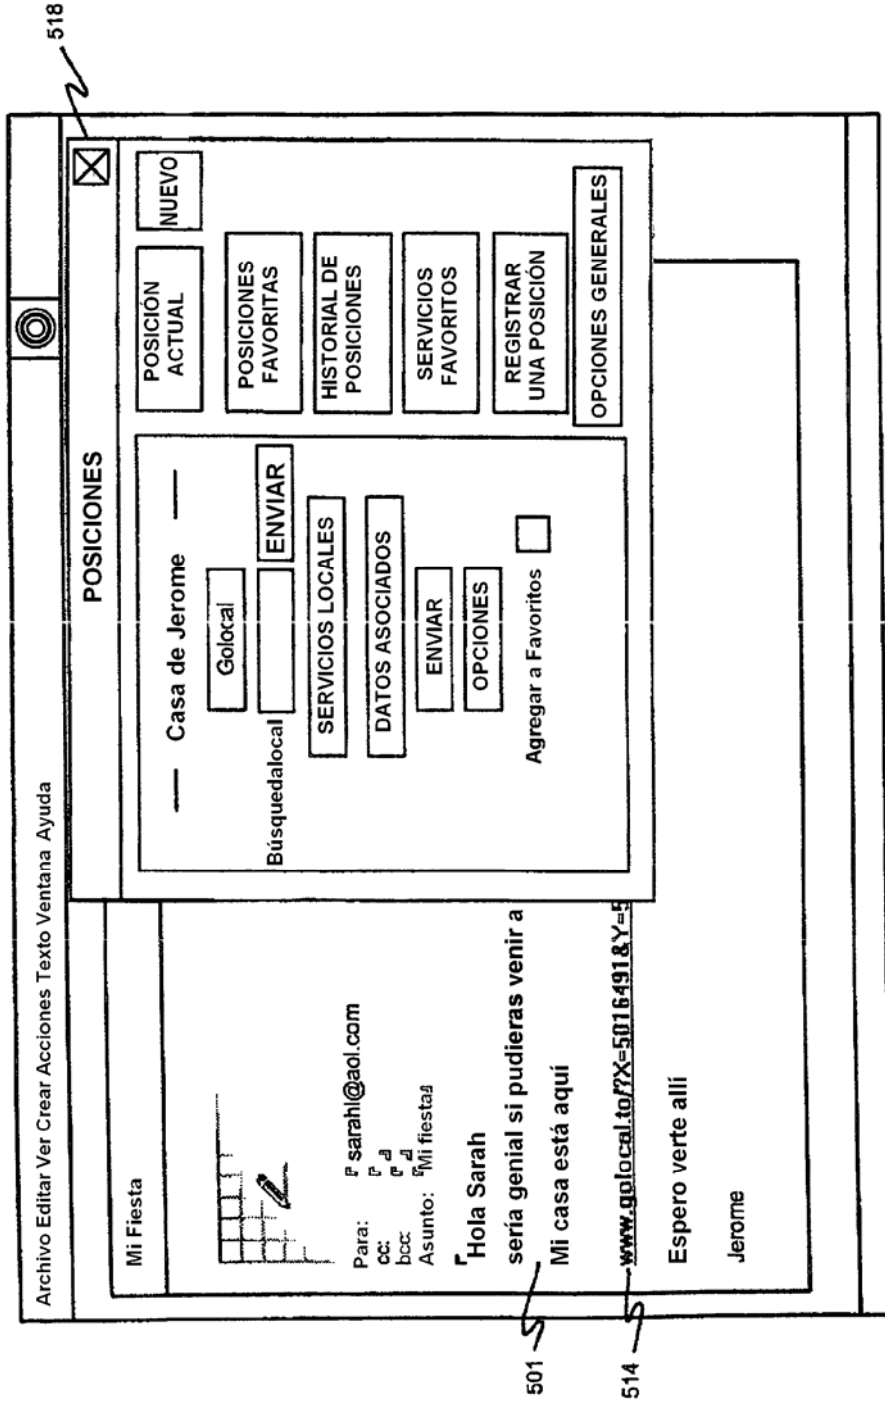 518
Archivo Editar Ver Crear Acciones Texto Ventana Ayuda
POSICIONES
Mi Fiesta
Casa de Jerome
Golocal
Búsquedalocal
ENVIAR
SERVICIOS LOCALES
DATOS ASOCIADOS
ENVIAR
OPCIONES
Agregar a Favoritos
POSICIÓN
ACTUAL
NUEVO
POSICIONES
FAVORITAS
HISTORIAL DE
POSICIONES
SERVICIOS
FAVORITOS
REGISTRAR
UNA POSICIÓN
OPCIONES GENERALES
Para: sarahl@aol.com
cc:
bcc:
Asunto: Mi fiesta
Hola Sarah
sería genial si pudieras venir a
Mi casa está aquí
www.golocal.to/?X=5016491&Y=5
Espero verte allí
Jerome
501
514